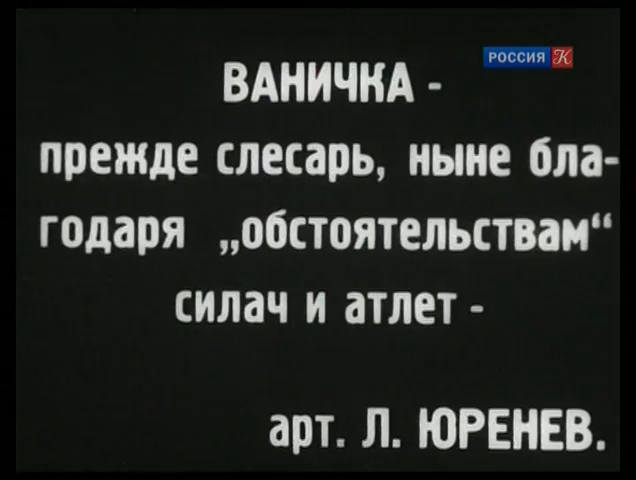 РОССИЯ К
ВАНИЧКА -
прежде слесарь, ныне бла-
годаря „обстоятельствам“
силач и атлет -
арт. Л. ЮРЕНЕВ.